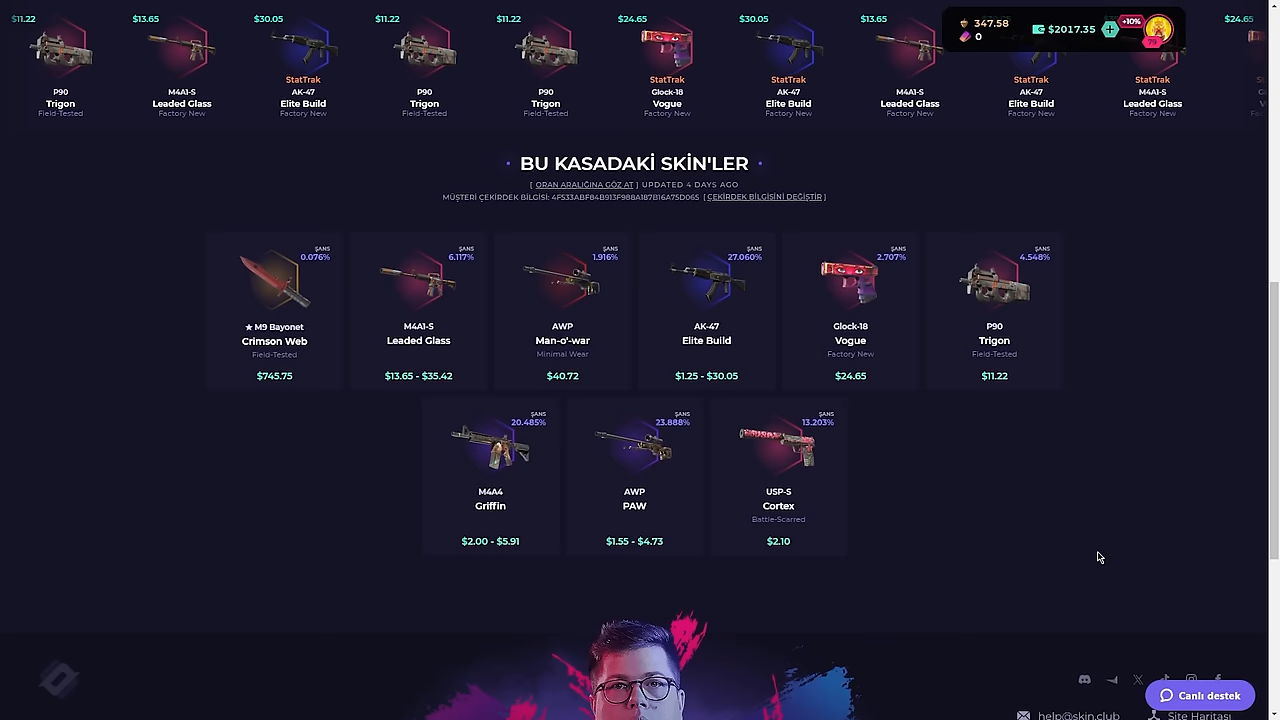 $11.22 $13.65 $30.05 $11.22 $11.22 $24.65 $30.05 $13.65 $24.65
347.58
0
$2017.35
+10%
79
StatTrak StatTrak StatTrak StatTrak StatTrak
P90 M4A1-S AK-47 P90 P90 Glock-18 AK-47 M4A1-S AK-47 M4A1-S
Trigon Leaded Glass Elite Build Trigon Trigon Vogue Elite Build Leaded Glass Elite Build Leaded Glass
Field-Tested Factory New Factory New Field-Tested Field-Tested Factory New Factory New Factory New Factory New Factory New
BU KASADAKİ SKİN'LER
[ ORAN ARALIĞINA GÖZ AT ] UPDATED 4 DAYS AGO
MÜŞTERİ ÇEKİRDEK BİLGİSİ: 4F533ABF84B913F988A187B16A75D065 [ ÇEKİRDEK BİLGİSİNİ DEĞİŞTİR ]
ŞANS ŞANS ŞANS ŞANS ŞANS ŞANS
0.076% 6.117% 1.916% 27.060% 2.707% 4.548%
★ M9 Bayonet M4A1-S AWP AK-47 Glock-18 P90
Crimson Web Leaded Glass Man-o'-war Elite Build Vogue Trigon
Field-Tested Minimal Wear Factory New Field-Tested
$745.75 $13.65 - $35.42 $40.72 $1.25 - $30.05 $24.65 $11.22
ŞANS ŞANS ŞANS
20.485% 23.888% 13.203%
M4A4 AWP USP-S
Griffin PAW Cortex
Battle-Scarred
$2.00 - $5.91 $1.55 - $4.73 $2.10
Canlı destek
help@skin.club Site Haritası